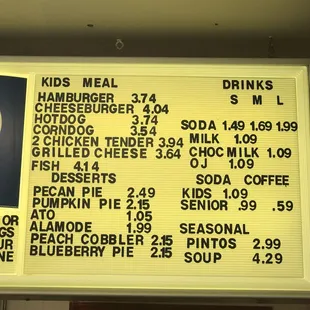 KIDS MEAL
HAMBURGER 3.74
CHEESEBURGER 4.04
HOTDOG 3.74
CORNDOG 3.54
2 CHICKEN TENDER 3.94
GRILLED CHEESE 3.64
FISH 4.14
DESSERTS
PECAN PIE 2.49
PUMPKIN PIE 2.15
ATO 1.05
ALAMODE 1.99
PEACH COBBLER 2.15
BLUEBERRY PIE 2.15
DRINKS
S M L
SODA 1.49 1.69 1.99
MILK 1.09
CHOC MILK 1.09
OJ 1.09
SODA COFFEE
KIDS 1.09
SENIOR .99 .59
SEASONAL
PINTOS 2.99
SOUP 4.29
OR
GS
UR
NE